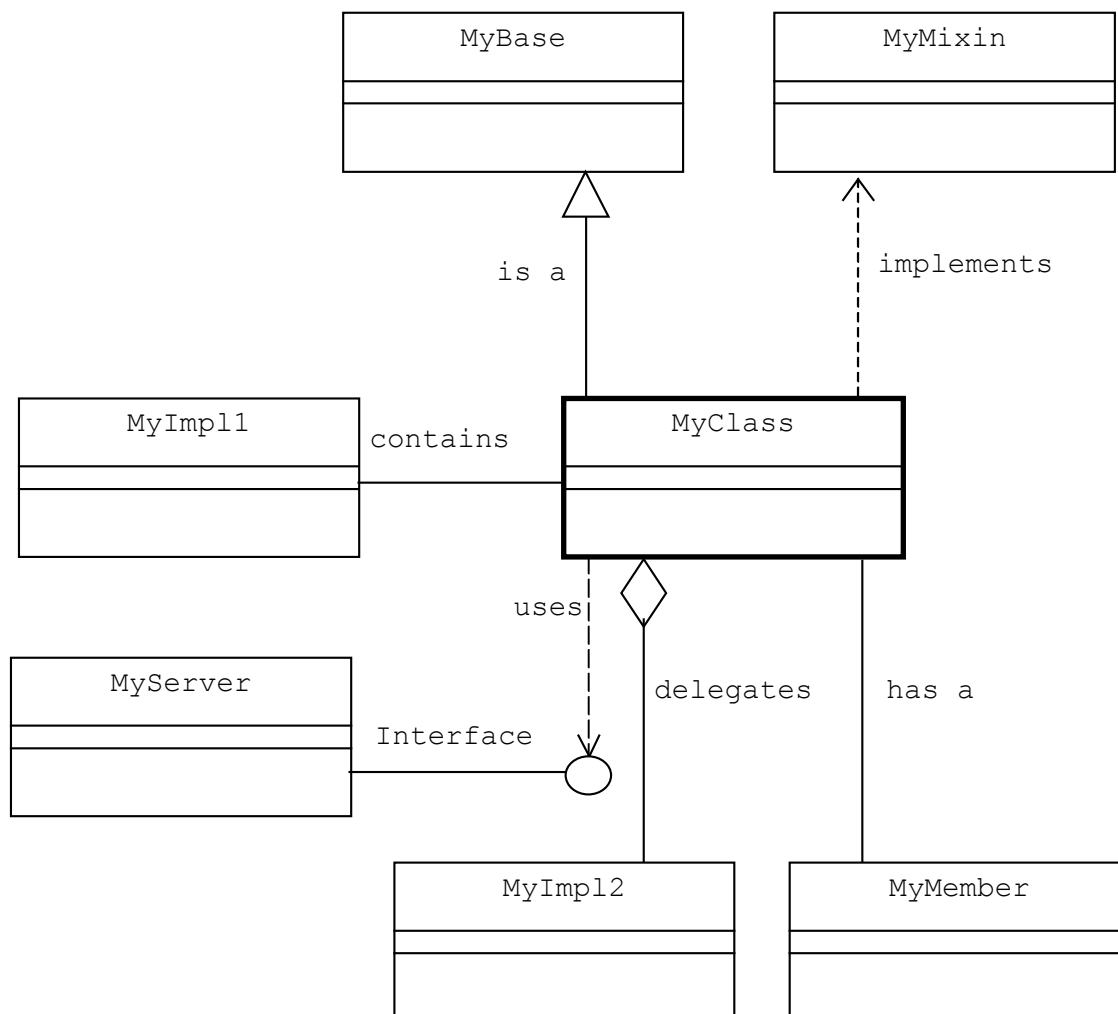 MyBase
MyMixin
is a
implements
MyImpl1
contains
MyClass
uses
MyServer
delegates
has a
Interface
MyImpl2
MyMember